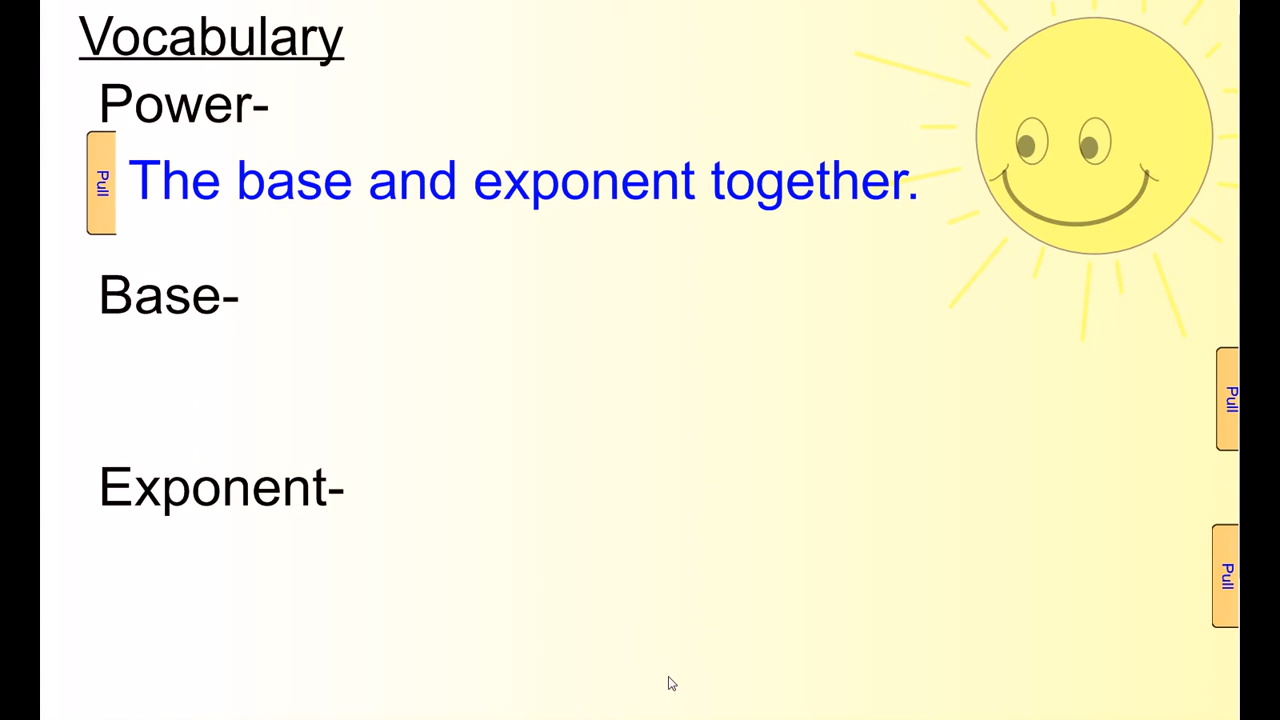 Vocabulary
Power-
Pull
The base and exponent together.
Base-
Pull
Exponent-
Pull